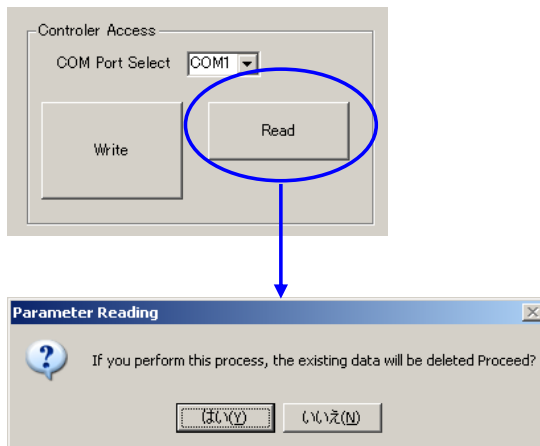 Controler Access
COM Port Select COM1
Write
Read
Parameter Reading
If you perform this process, the existing data will be deleted Proceed?
はい(Y) いいえ(N)